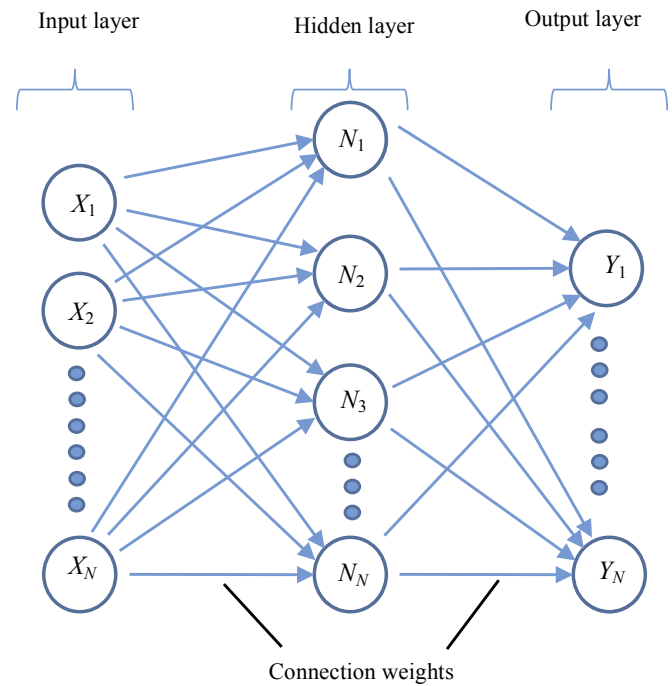 Input layer
Hidden layer
Output layer
N1
X1
N2
Y1
X2
N3
XN
NN
YN
Connection weights